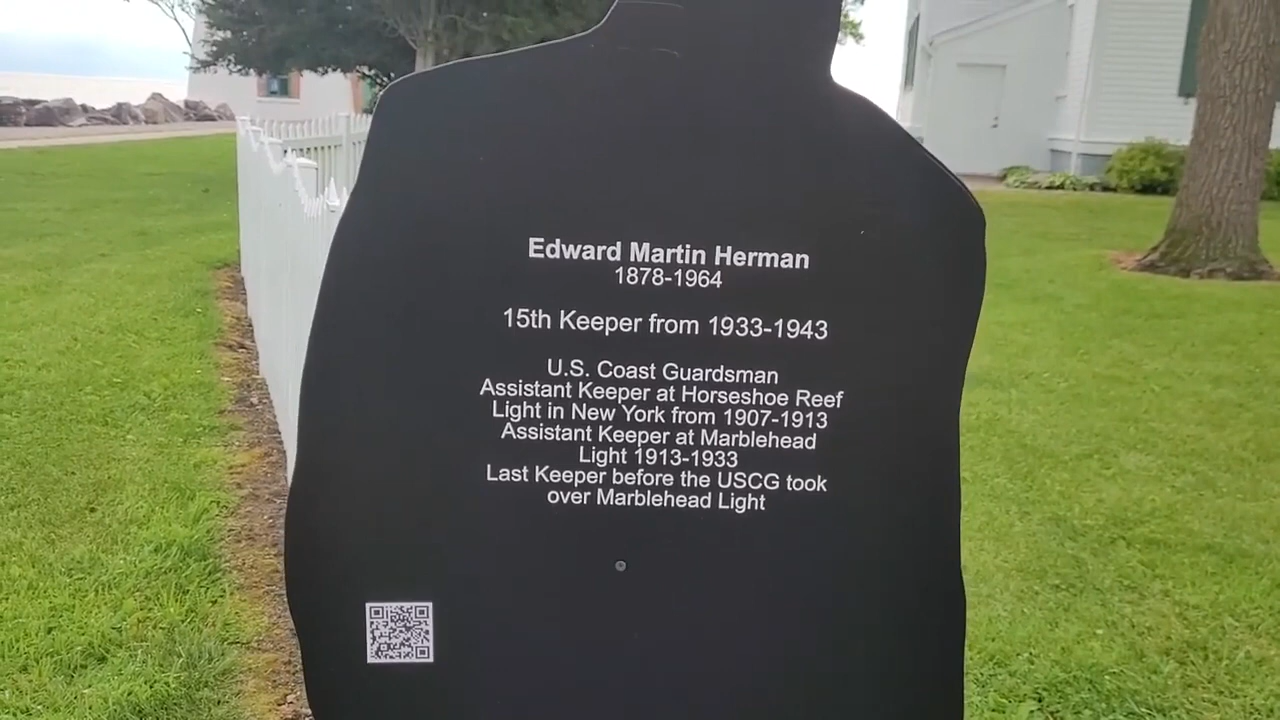 Edward Martin Herman
1878-1964
15th Keeper from 1933-1943
U.S. Coast Guardsman
Assistant Keeper at Horseshoe Reef
Light in New York from 1907-1913
Assistant Keeper at Marblehead
Light 1913-1933
Last Keeper before the USCG took
over Marblehead Light